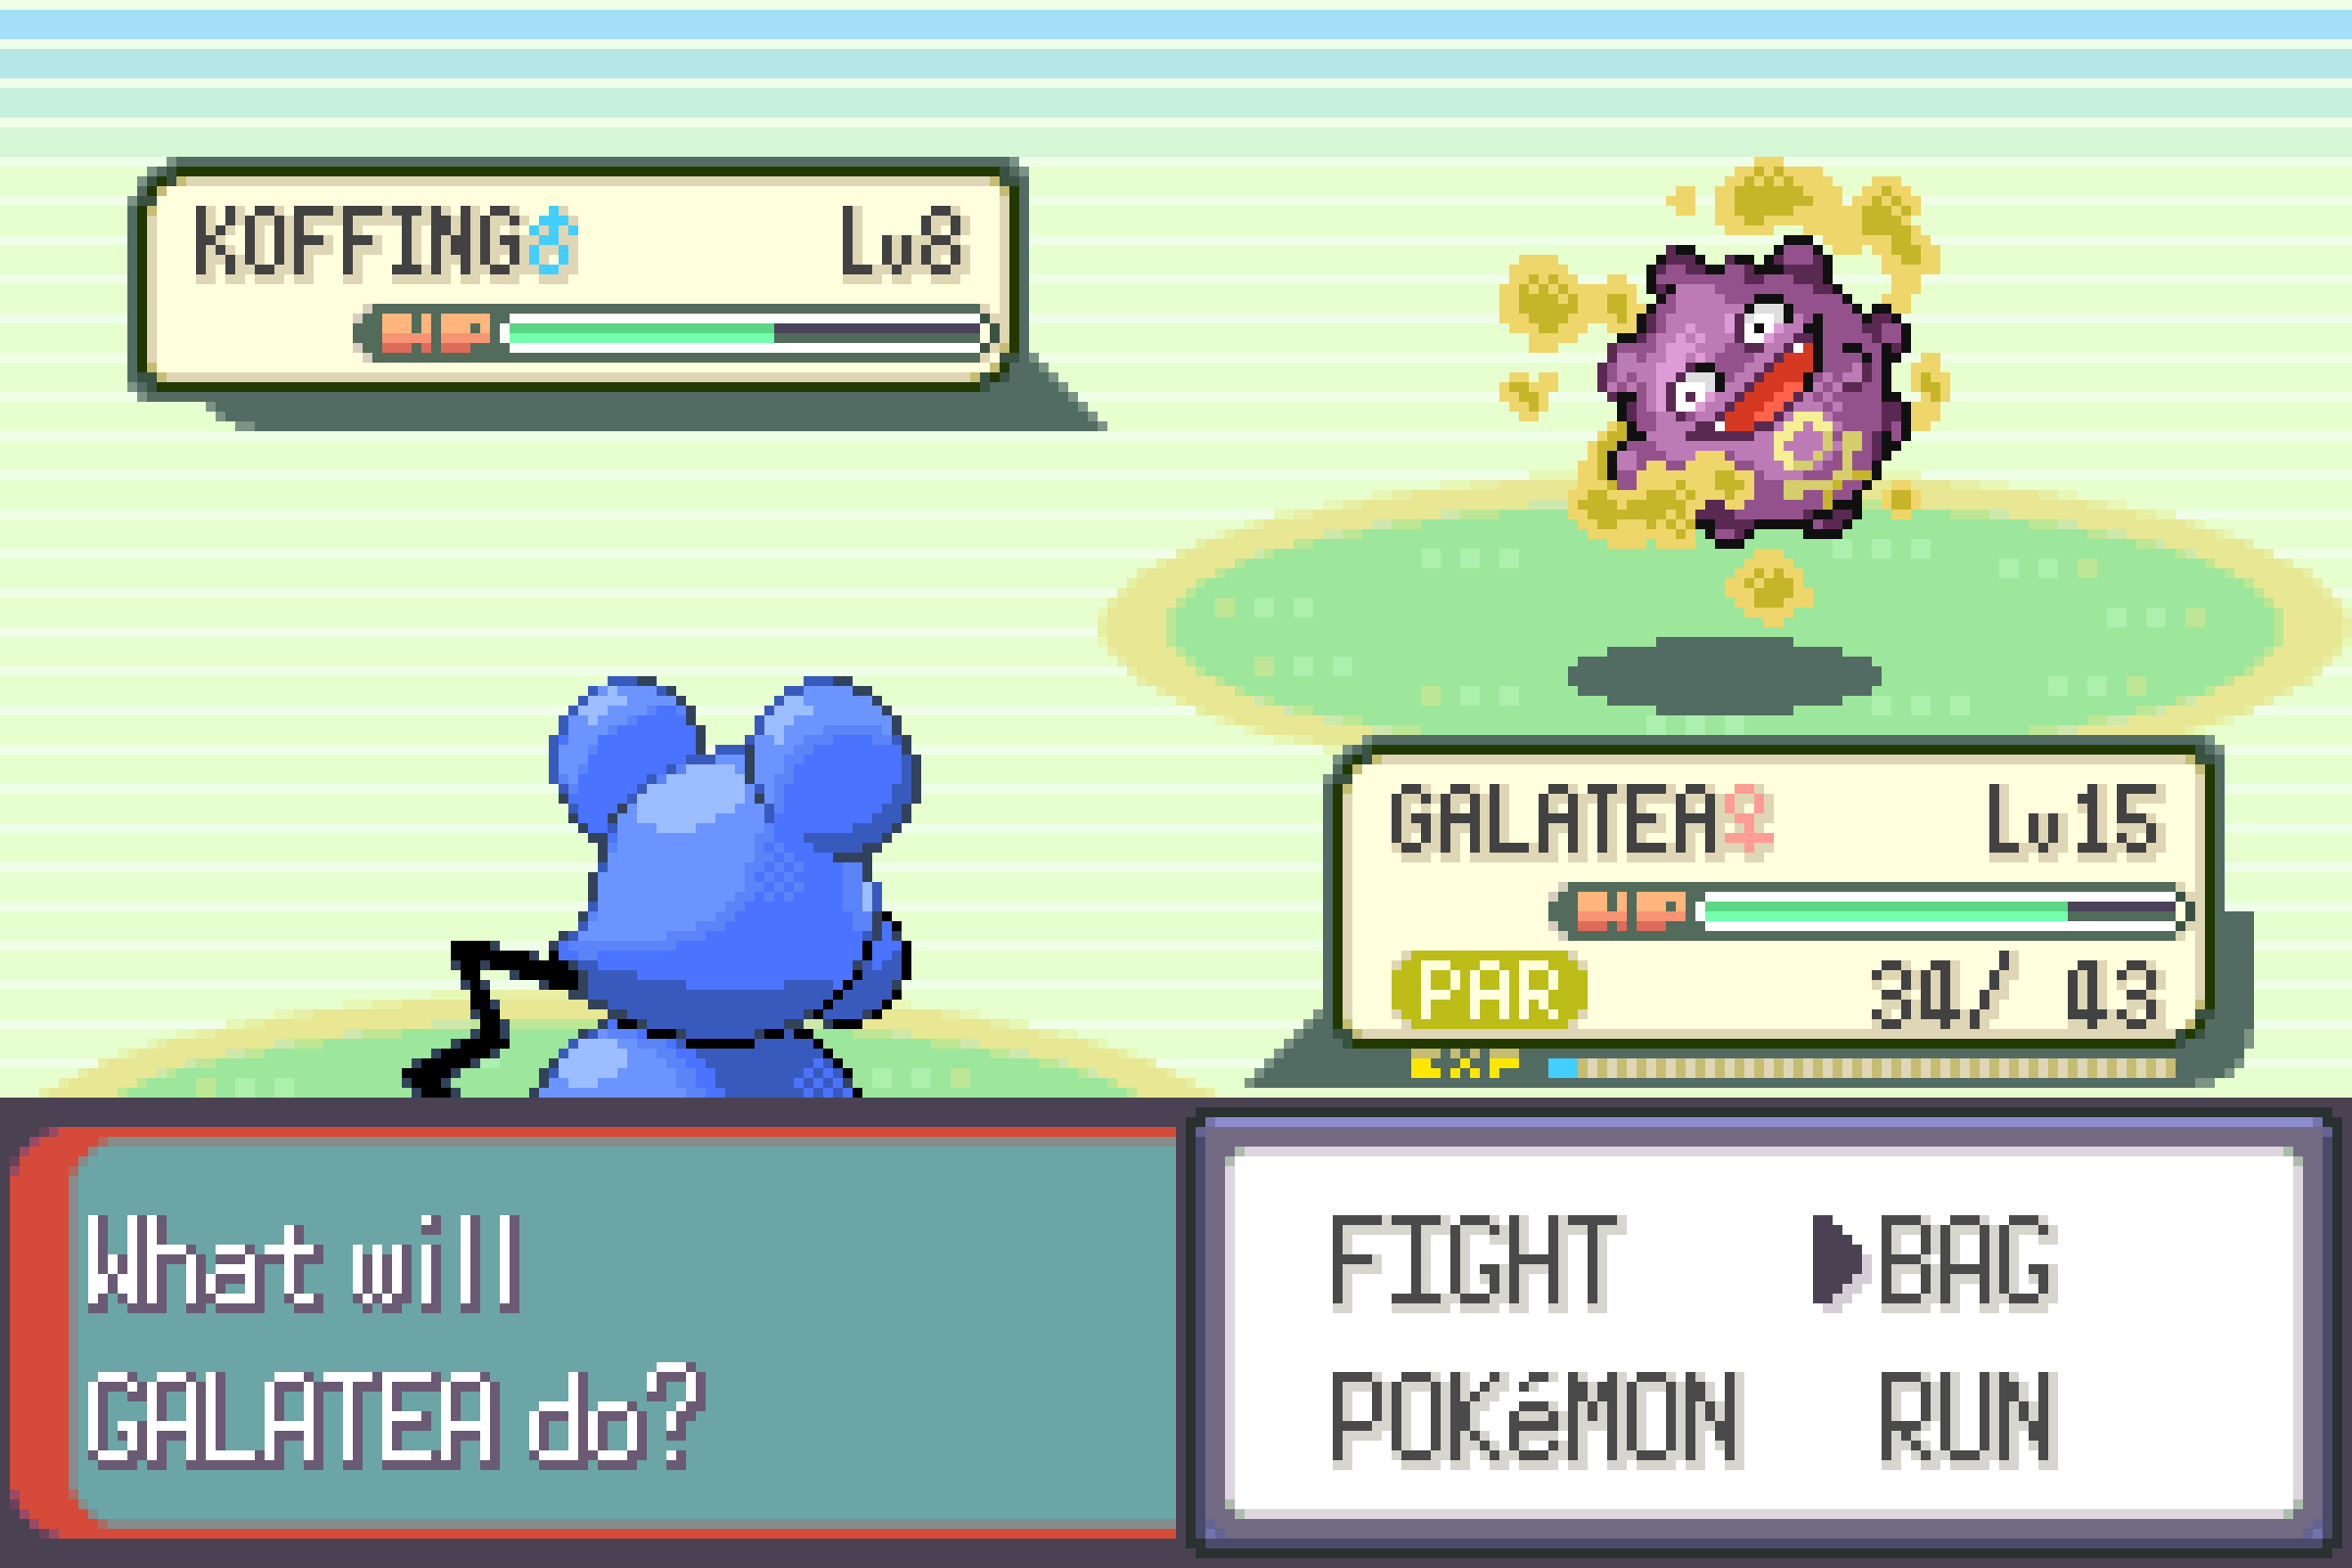 KOFFING♂ Lv8
HP
GALATEA♀ Lv15
HP
PAR 34/ 43
EXP
What will
GALATEA do?
FIGHT ▶BAG
POKéMON RUN